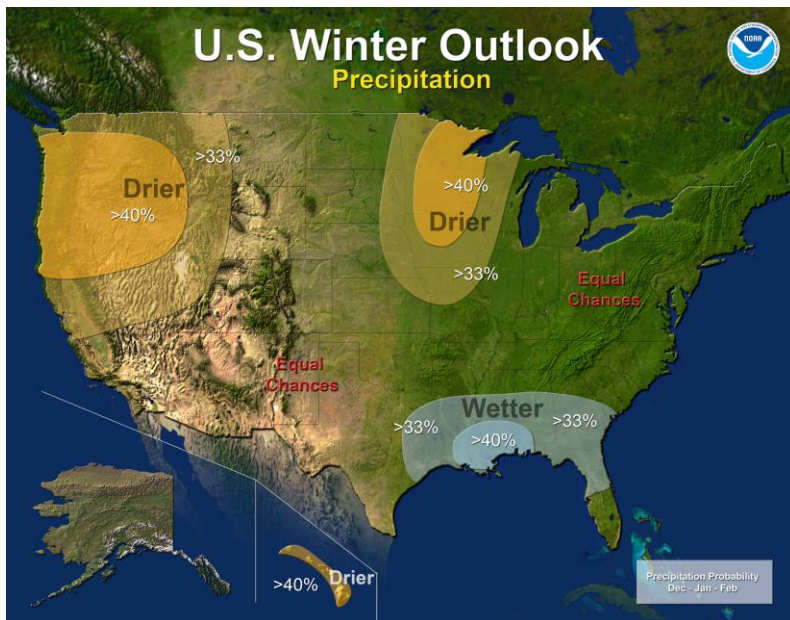 U.S. Winter Outlook
Precipitation
NOAA
>33%
Drier
>40%
>40%
Drier
>33%
Equal
Chances
Equal
Chances
Wetter
>33%
>33%
>40%
>40%
Drier
Precipitation Probability
Dec - Jan - Feb